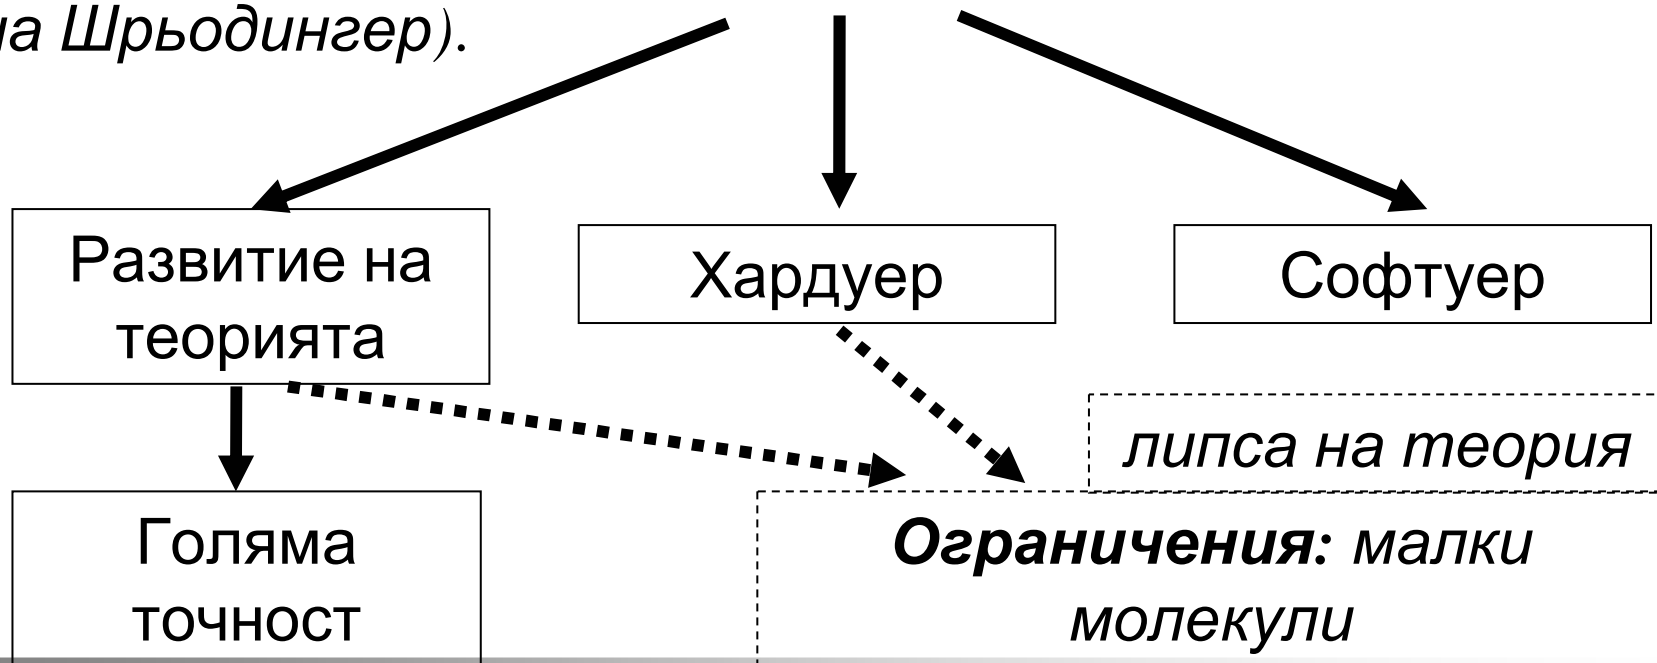 на Шрьодингер).
Развитие на
теорията
Хардуер
Софтуер
липса на теория
Голяма
точност
Ограничения: малки
молекули